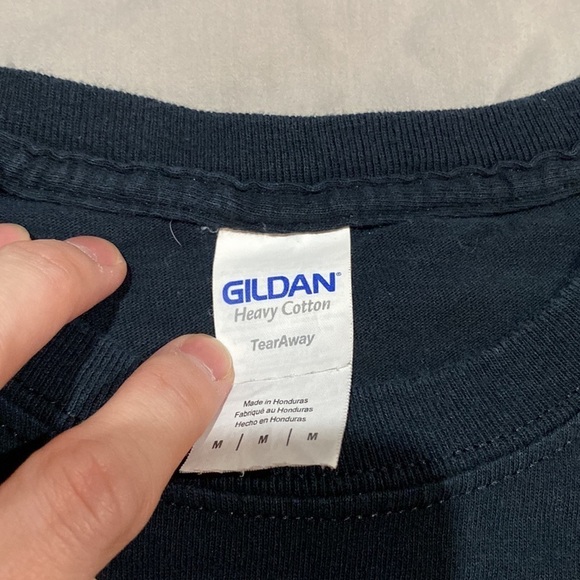 GILDAN®
Heavy Cotton
TearAway
Made in Honduras
Fabriqué au Honduras
Hecho en Honduras
M / M / M